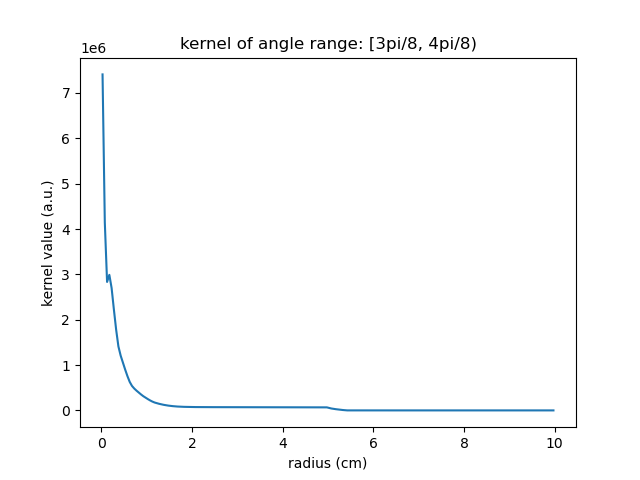 kernel of angle range: [3pi/8, 4pi/8)
1e6
7
6
5
4
3
2
1
0
kernel value (a.u.)
0 2 4 6 8 10
radius (cm)